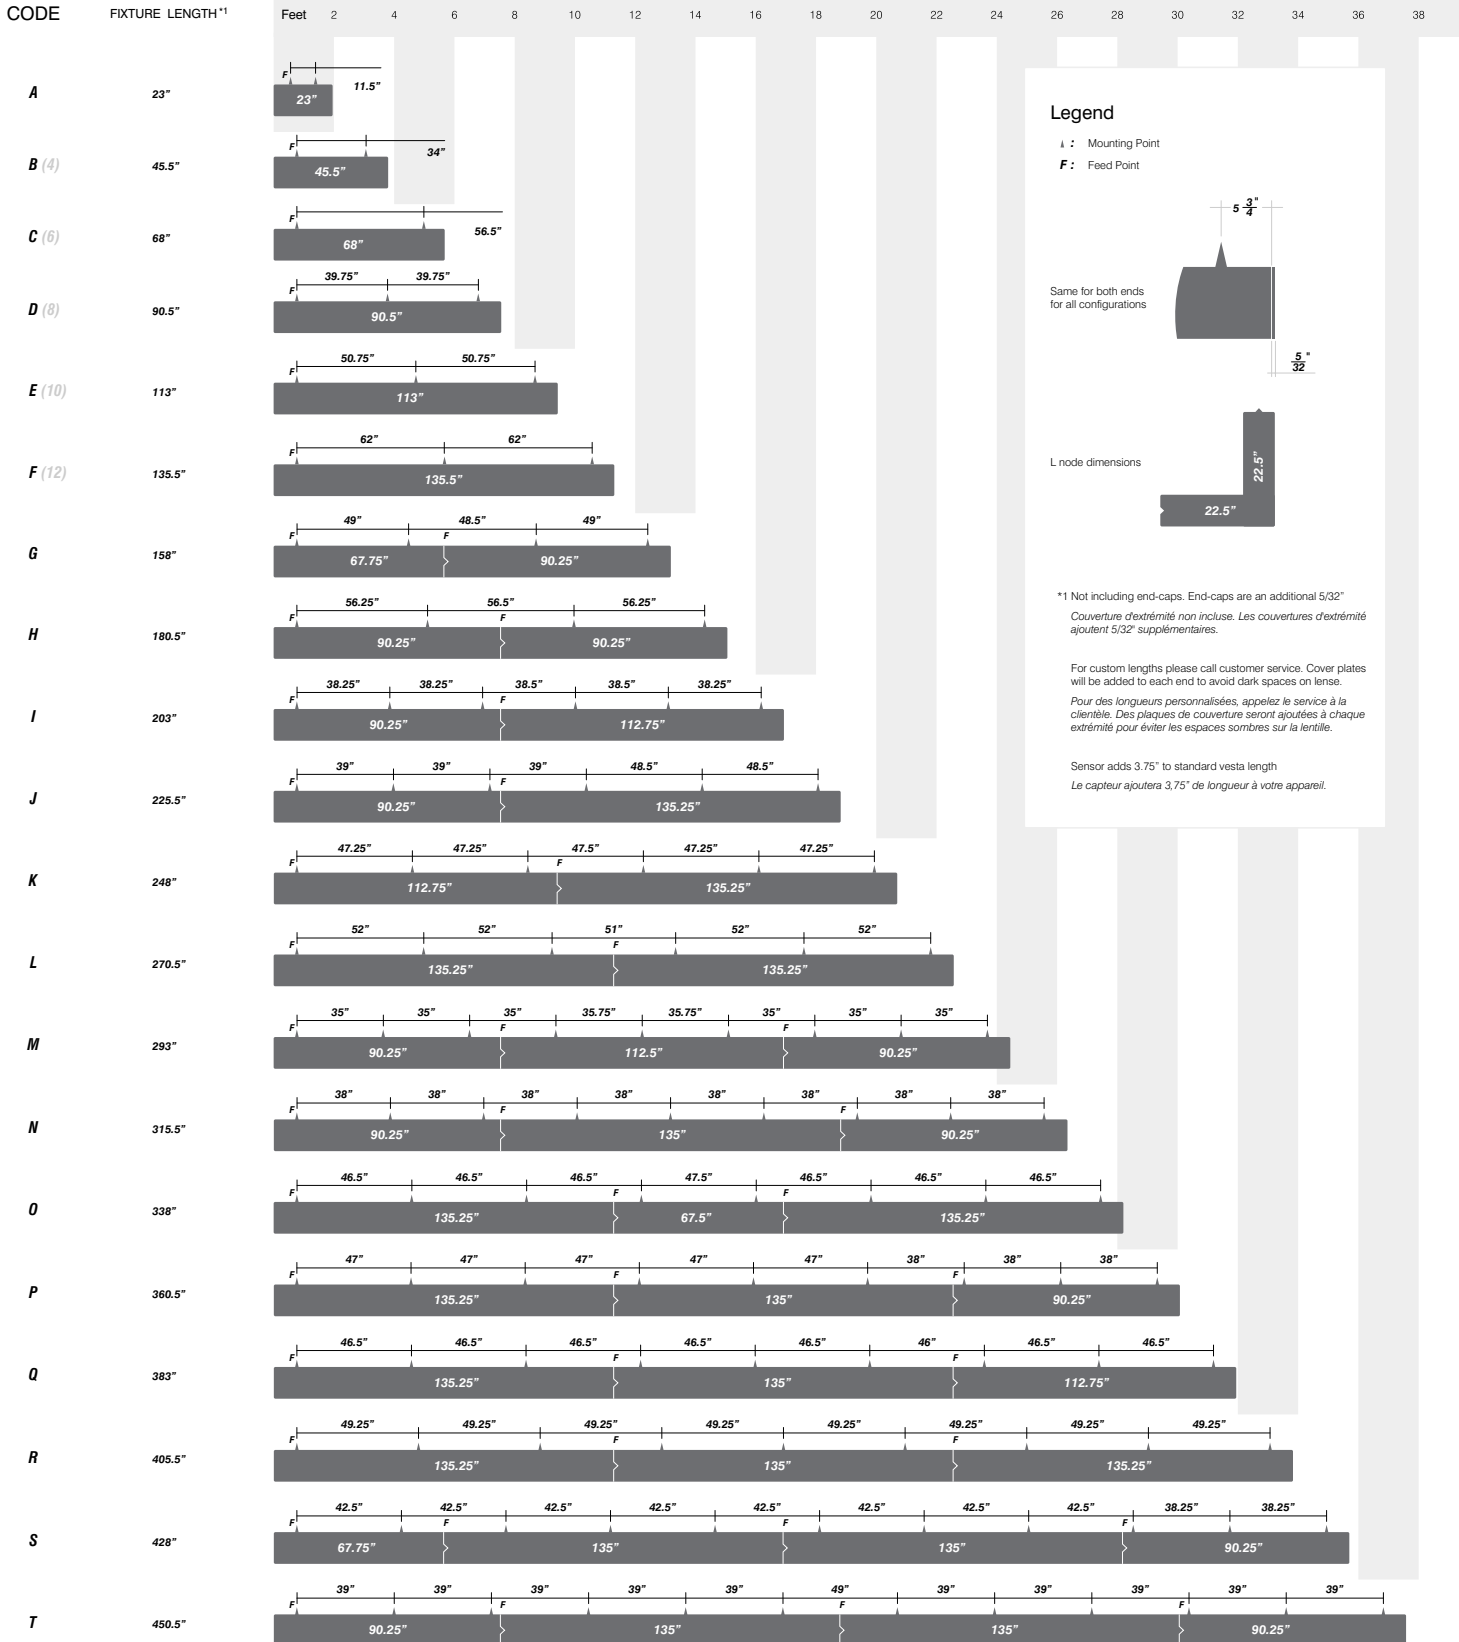 CODE FIXTURE LENGTH*1 Feet 2 4 6 8 10 12 14 16 18 20 22 24 26 28 30 32 34 36 38
F 11.5”
A 23” 23”
F 34”
B (4) 45.5” 45.5”
F 56.5”
C (6) 68” 68”
39.75” 39.75”
F
D (8) 90.5” 90.5”
50.75” 50.75”
F
E (10) 113” 113”
62” 62”
F
F (12) 135.5” 135.5”
49” 48.5” 49”
F F
G 158” 67.75” 90.25”
56.25” 56.5” 56.25”
F F
H 180.5” 90.25” 90.25”
38.25” 38.25” 38.5” 38.5” 38.25”
F F
I 203” 90.25” 112.75”
39” 39” 39” 48.5” 48.5”
F F
J 225.5” 90.25” 135.25”
47.25” 47.25” 47.5” 47.25” 47.25”
F F
K 248” 112.75” 135.25”
52” 52” 51” 52” 52”
F F
L 270.5” 135.25” 135.25”
35” 35” 35” 35.75” 35.75” 35” 35” 35”
F F F
M 293” 90.25” 112.5” 90.25”
38” 38” 38” 38” 38” 38” 38” 38”
F F F
N 315.5” 90.25” 135” 90.25”
46.5” 46.5” 46.5” 47.5” 46.5” 46.5” 46.5”
F F F
O 338” 135.25” 67.5” 135.25”
47” 47” 47” 47” 47” 38” 38” 38”
F F F
P 360.5” 135.25” 135” 90.25”
46.5” 46.5” 46.5” 46.5” 46.5” 46” 46.5” 46.5”
F F F
Q 383” 135.25” 135” 112.75”
49.25” 49.25” 49.25” 49.25” 49.25” 49.25” 49.25” 49.25”
F F F
R 405.5” 135.25” 135” 135.25”
42.5” 42.5” 42.5” 42.5” 42.5” 42.5” 42.5” 42.5” 38.25” 38.25”
F F F F
S 428” 67.75” 135” 135” 90.25”
39” 39” 39” 39” 39” 49” 39” 39” 39” 39” 39”
F F F F
T 450.5” 90.25” 135” 135” 90.25”
Legend
: Mounting Point
F : Feed Point
5 3/4"
Same for both ends
for all configurations
5/32"
L node dimensions
22.5”
22.5”
*1 Not including end-caps. End-caps are an additional 5/32”
Couverture d'extrémité non incluse. Les couvertures d'extrémité
ajoutent 5/32" supplémentaires.
For custom lengths please call customer service. Cover plates
will be added to each end to avoid dark spaces on lense.
Pour des longueurs personnalisées, appelez le service à la
clientèle. Des plaques de couverture seront ajoutées à chaque
extrémité pour éviter les espaces sombres sur la lentille.
Sensor adds 3.75” to standard vesta length
Le capteur ajoutera 3,75” de longueur à votre appareil.